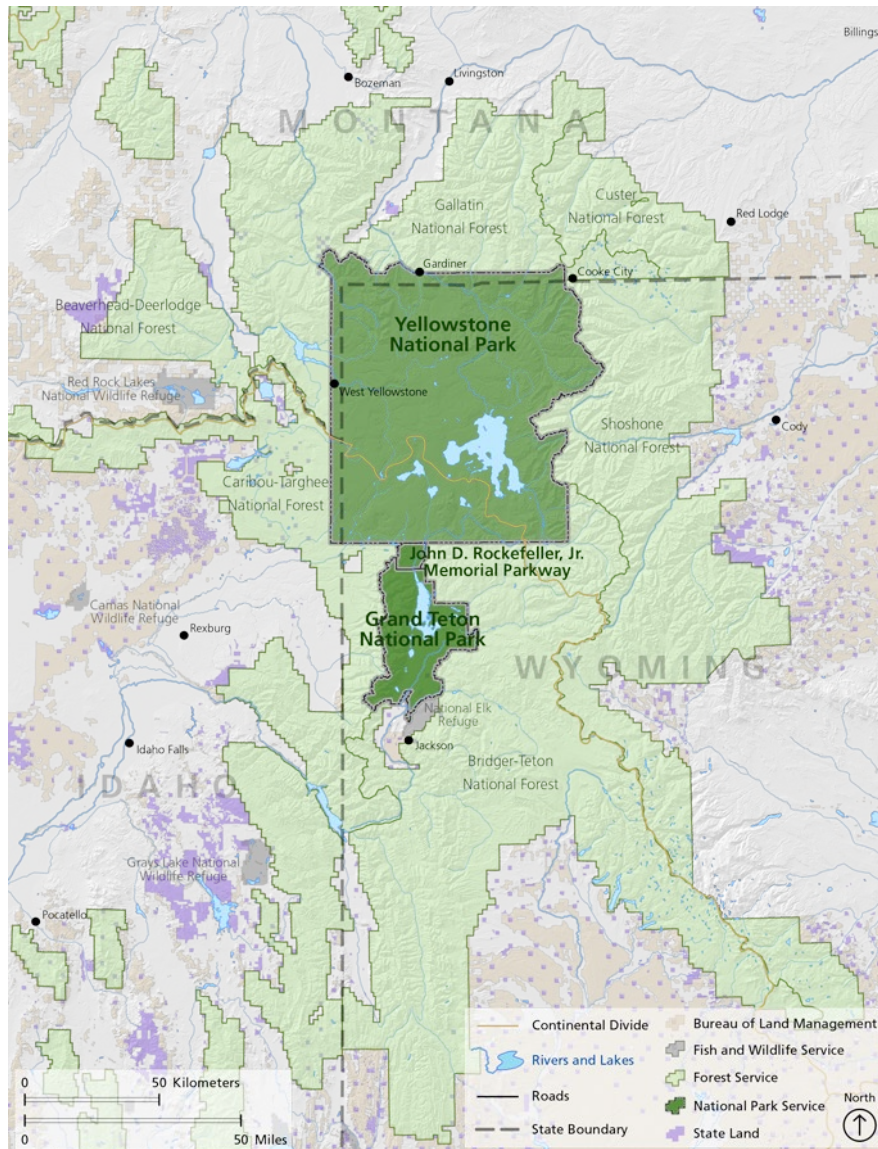 Billings
Livingston
Bozeman
MONTANA
Gallatin
National Forest
Custer
National Forest
Red Lodge
Gardiner
Cooke City
Beaverhead-Deerlodge
National Forest
Yellowstone
National Park
Red Rock Lakes
National Wildlife Refuge
West Yellowstone
Shoshone
National Forest
Cody
Caribou-Targhee
National Forest
John D. Rockefeller, Jr.
Memorial Parkway
Camas National
Wildlife Refuge
Rexburg
Grand Teton
National Park
WYOMING
National Elk
Refuge
Jackson
Idaho Falls
IDAHO
Bridger-Teton
National Forest
Grays Lake National
Wildlife Refuge
Pocatello
Continental Divide
Rivers and Lakes
Roads
State Boundary
Bureau of Land Management
Fish and Wildlife Service
Forest Service
National Park Service
State Land
North
0 50 Kilometers
0 50 Miles